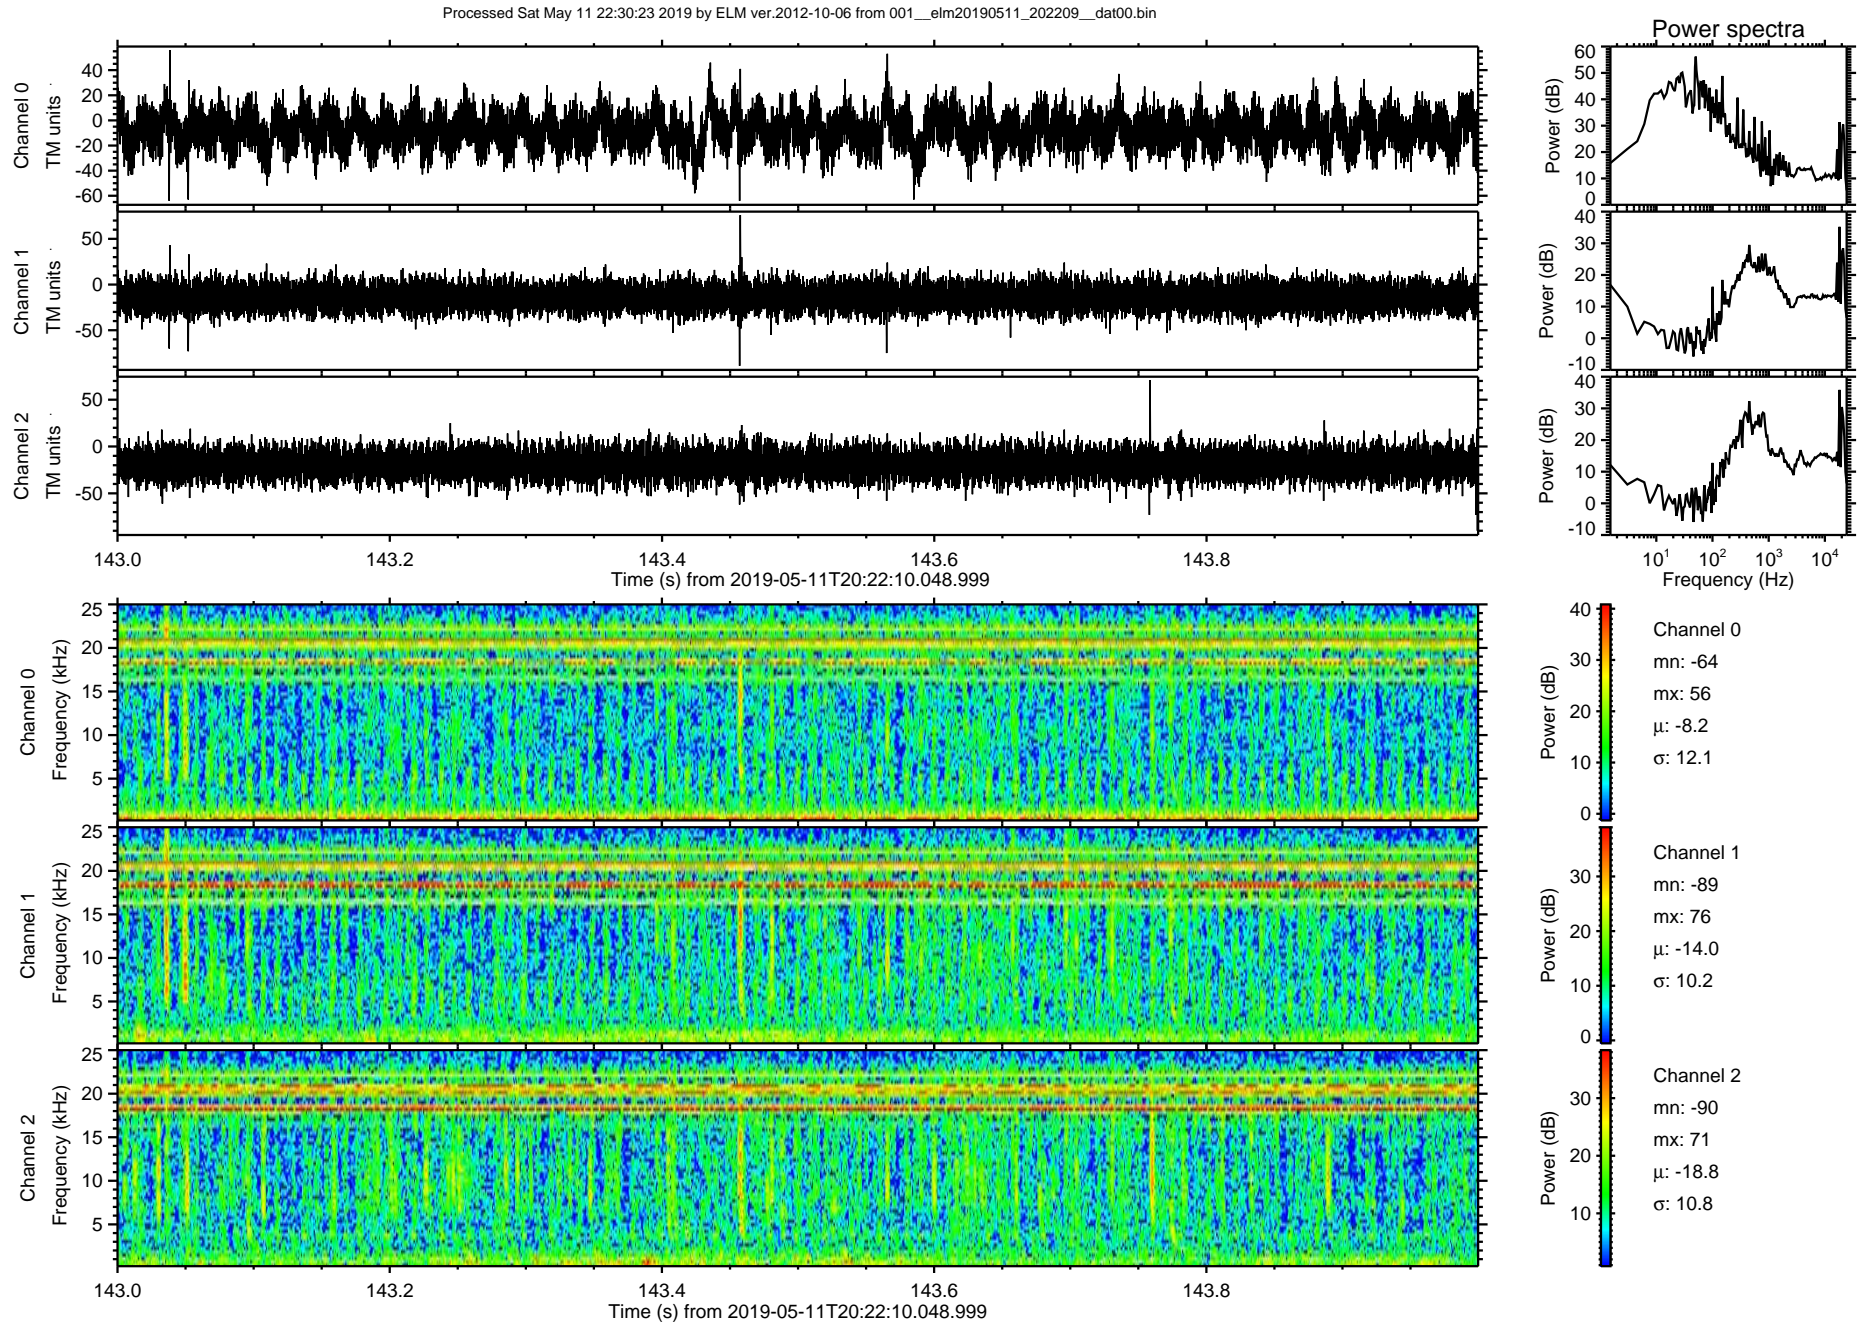 Processed Sat May 11 22:30:23 2019 by ELM ver.2012-10-06 from 001__elm20190511_202209__dat00.bin
Power spectra
Channel 0
TM units
40
20
0
-20
-40
-60
Power (dB)
60
50
40
30
20
10
0
Channel 1
TM units
50
0
-50
Power (dB)
40
30
20
10
0
-10
Channel 2
TM units
50
0
-50
Power (dB)
40
30
20
10
0
-10
143.0 143.2 143.4 143.6 143.8
Time (s) from 2019-05-11T20:22:10.048.999
10^1 10^2 10^3 10^4
Frequency (Hz)
Channel 0
Frequency (kHz)
25
20
15
10
5
Power (dB)
40
30
20
10
0
Channel 0
mn: -64
mx: 56
μ: -8.2
σ: 12.1
Channel 1
Frequency (kHz)
25
20
15
10
5
Power (dB)
30
20
10
0
Channel 1
mn: -89
mx: 76
μ: -14.0
σ: 10.2
Channel 2
Frequency (kHz)
25
20
15
10
5
Power (dB)
30
20
10
Channel 2
mn: -90
mx: 71
μ: -18.8
σ: 10.8
143.0 143.2 143.4 143.6 143.8
Time (s) from 2019-05-11T20:22:10.048.999